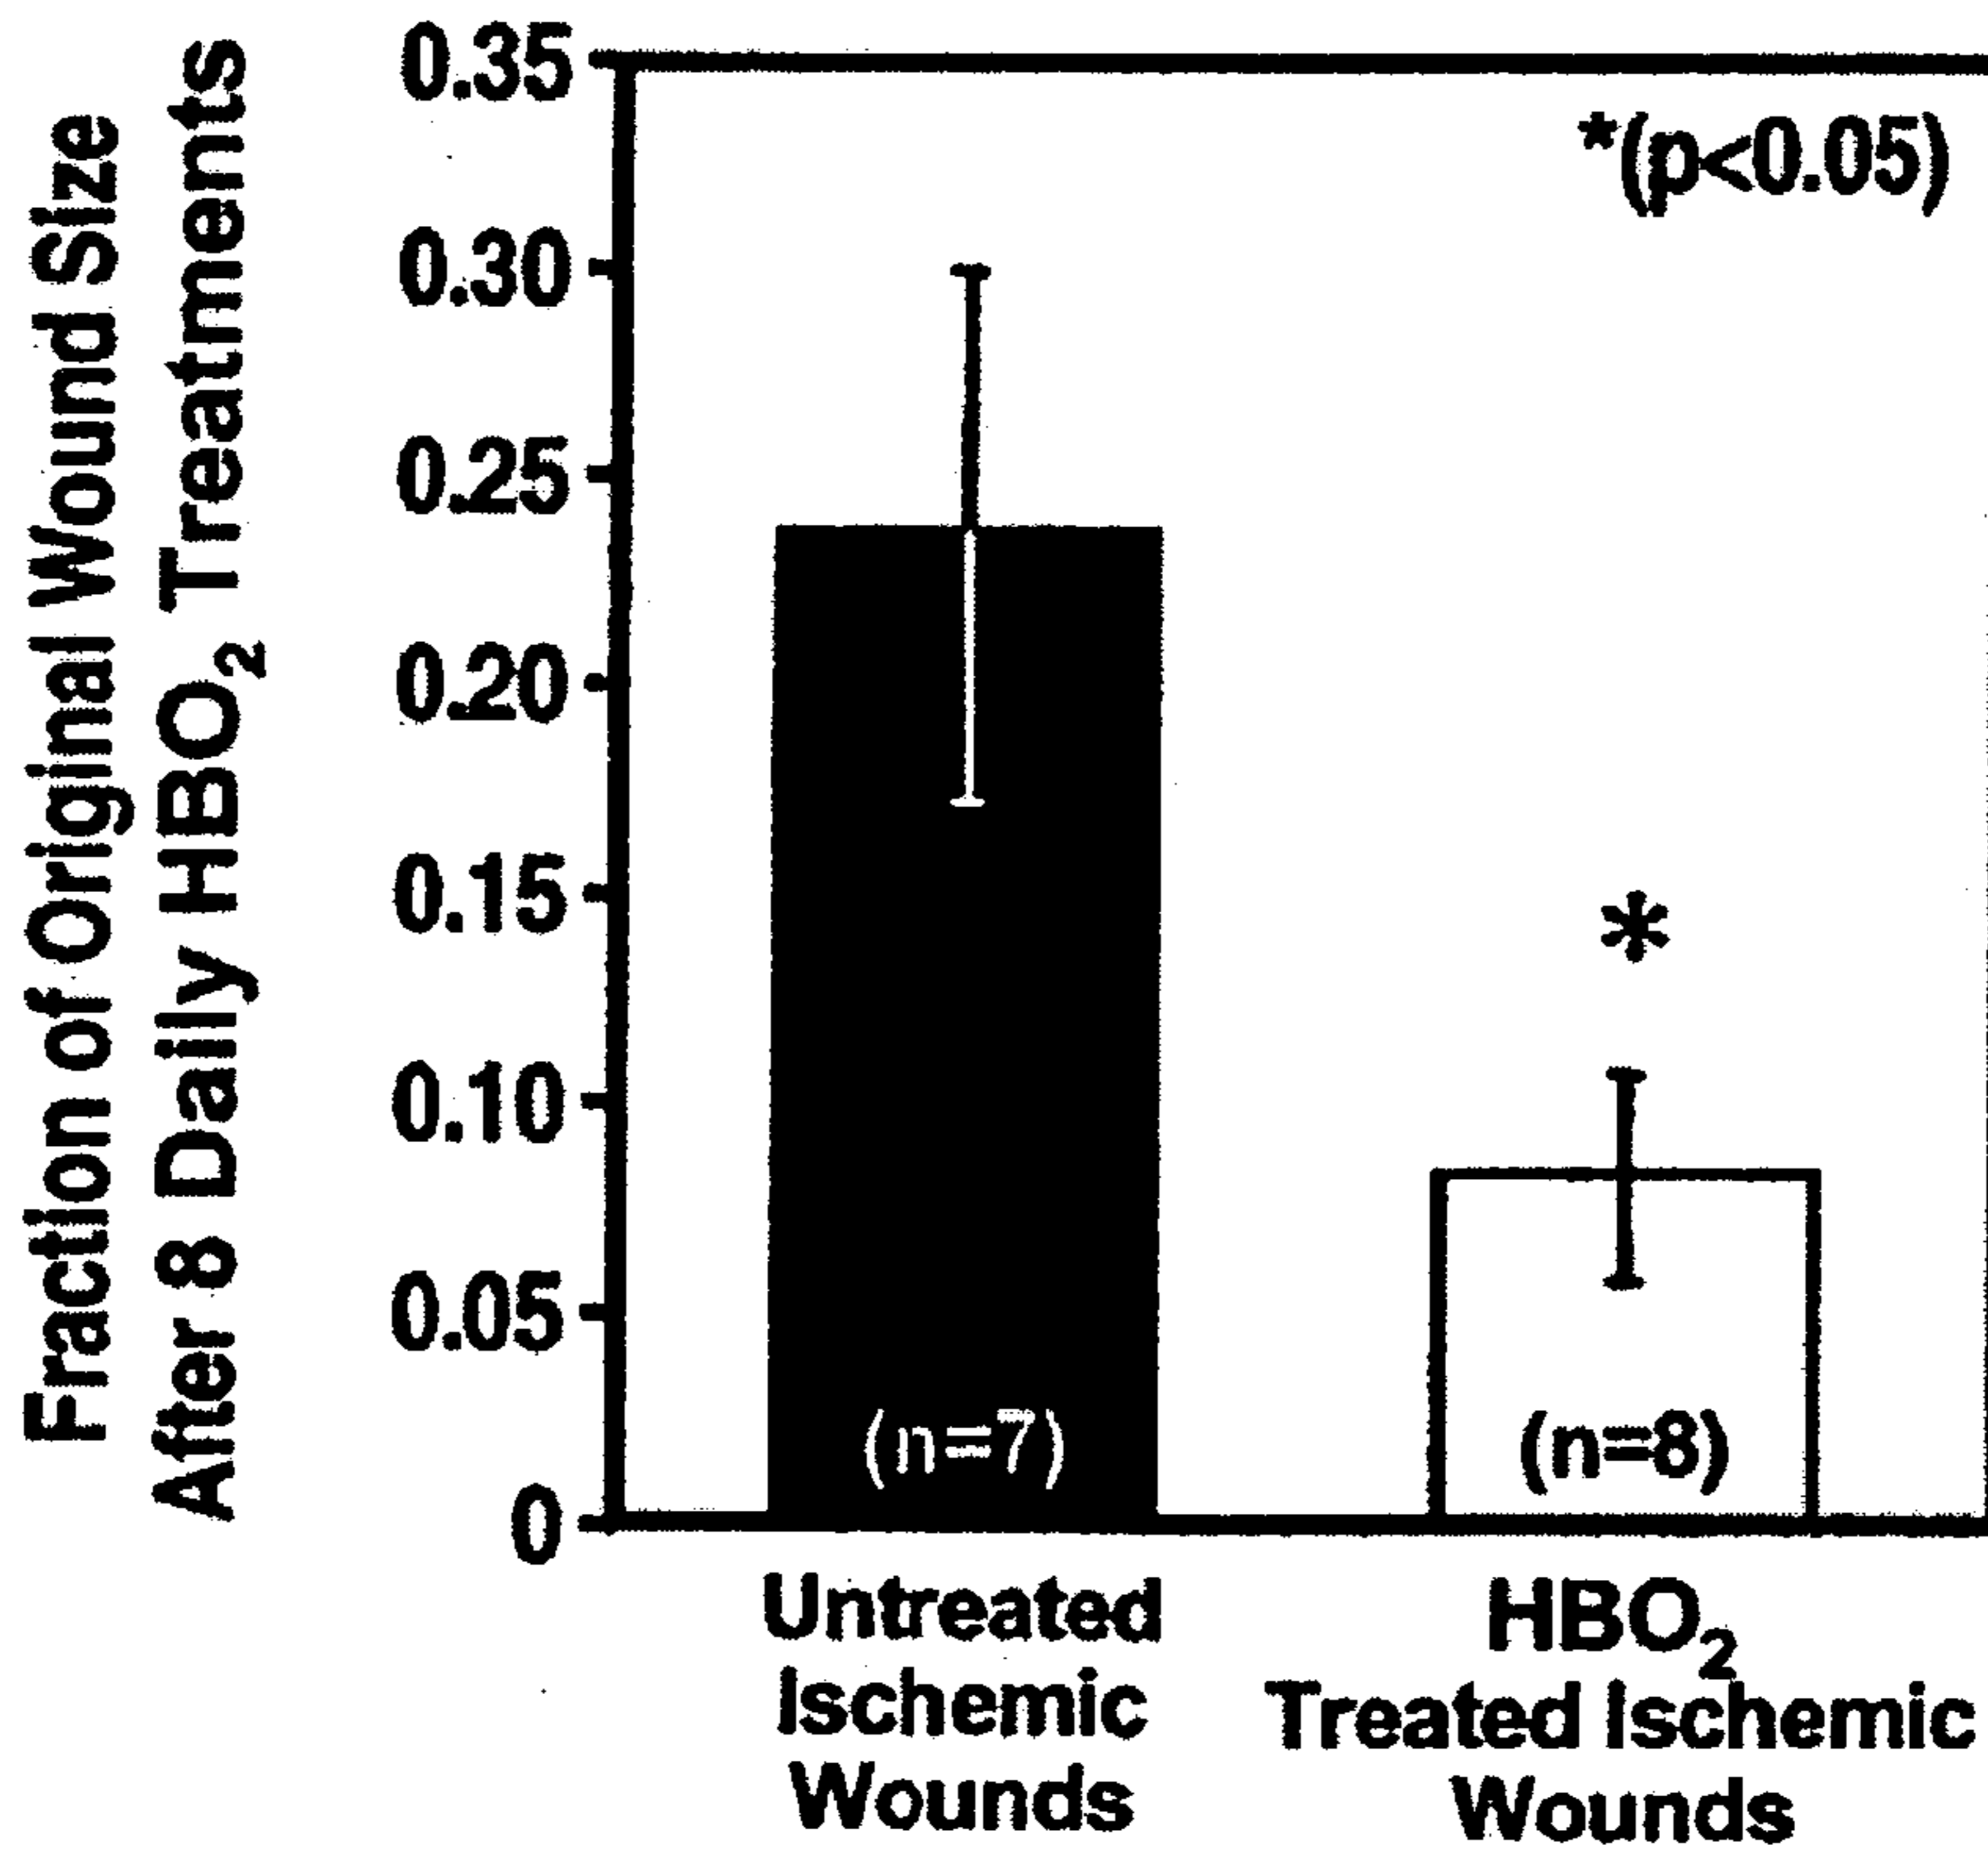 Fraction of Original Wound Size
After 8 Daily HBO₂ Treatments
0.35
0.30
0.25
0.20
0.15
0.10
0.05
0
*(p<0.05)
*
(n=7)
(n=8)
Untreated
Ischemic
Wounds
HBO₂
Treated Ischemic
Wounds